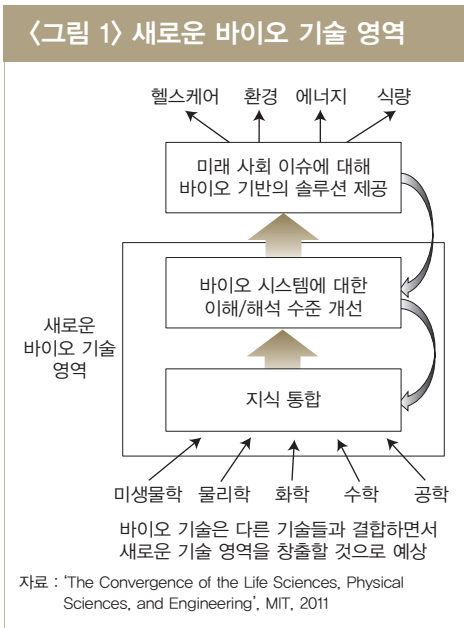 〈그림 1〉 새로운 바이오 기술 영역
헬스케어 환경 에너지 식량
미래 사회 이슈에 대해
바이오 기반의 솔루션 제공
바이오 시스템에 대한
이해/해석 수준 개선
새로운
바이오 기술
영역
지식 통합
미생물학 물리학 화학 수학 공학
바이오 기술은 다른 기술들과 결합하면서
새로운 기술 영역을 창출할 것으로 예상
자료 : 'The Convergence of the Life Sciences, Physical
Sciences, and Engineering', MIT, 2011